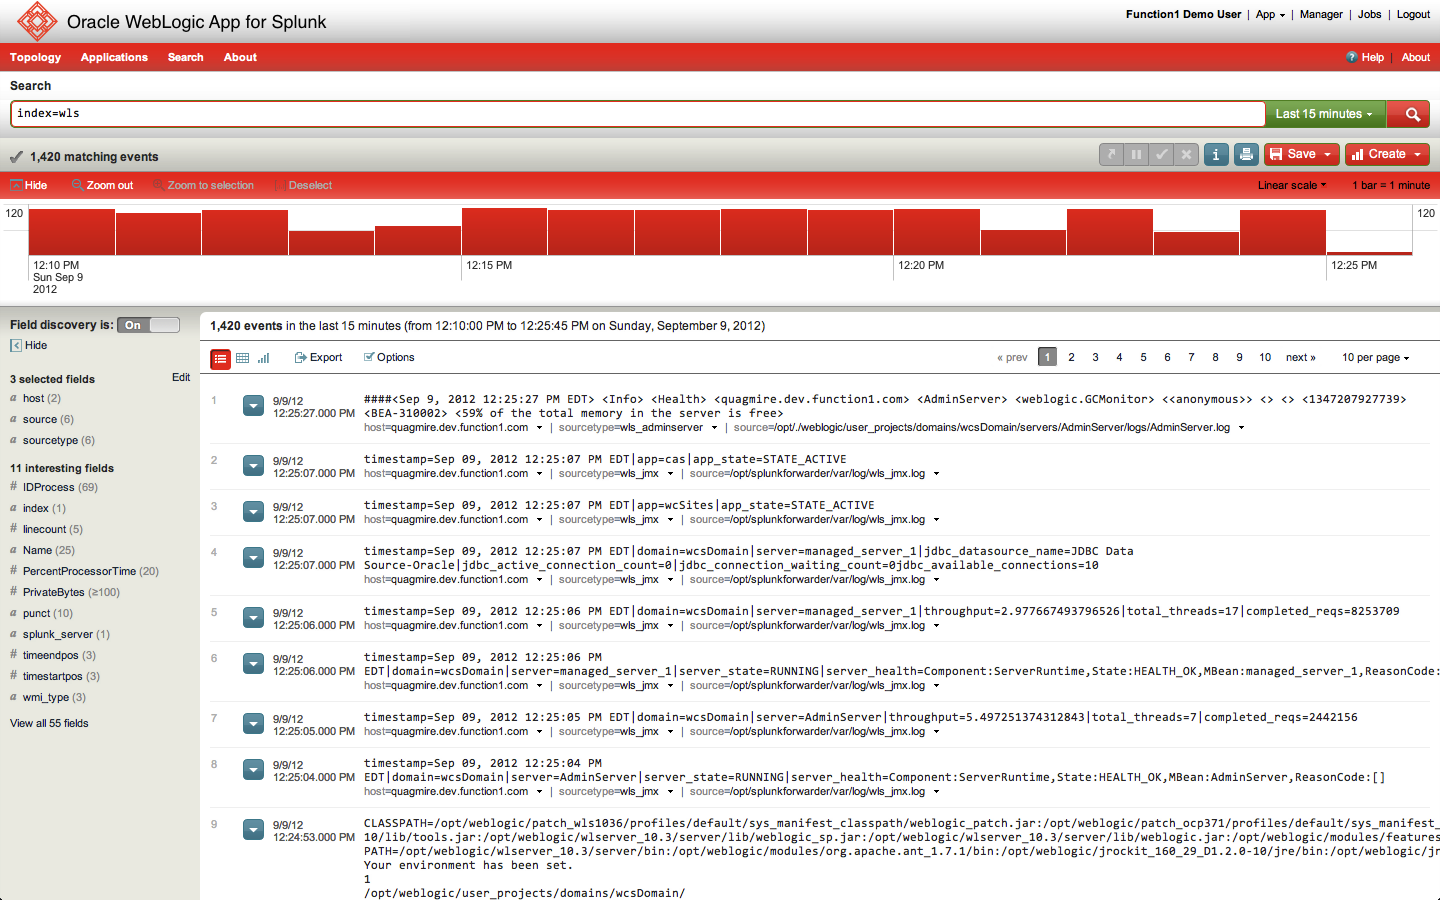 Oracle WebLogic App for Splunk
Function1 Demo User | App | Manager | Jobs | Logout
Topology Applications Search About
Help | About
Search
index=wls
Last 15 minutes
1,420 matching events
Save Create
Hide Zoom out Zoom to selection Deselect
Linear scale 1 bar = 1 minute
120 120
12:10 PM 12:15 PM 12:20 PM 12:25 PM
Sun Sep 9
2012
Field discovery is: On
Hide
3 selected fields Edit
a host (2)
a source (6)
a sourcetype (6)
11 interesting fields
# IDProcess (69)
a index (1)
# linecount (5)
a Name (25)
# PercentProcessorTime (20)
# PrivateBytes (≥100)
a punct (10)
a splunk_server (1)
# timeendpos (3)
# timestartpos (3)
a wmi_type (3)
View all 55 fields
1,420 events in the last 15 minutes (from 12:10:00 PM to 12:25:45 PM on Sunday, September 9, 2012)
Export Options
« prev 1 2 3 4 5 6 7 8 9 10 next » 10 per page
1 9/9/12 12:25:27.000 PM
####<Sep 9, 2012 12:25:27 PM EDT> <Info> <Health> <quagmire.dev.function1.com> <AdminServer> <weblogic.GCMonitor> <<anonymous>> <> <> <1347207927739>
<BEA-310002> <59% of the total memory in the server is free>
host=quagmire.dev.function1.com | sourcetype=wls_adminserver | source=/opt/./weblogic/user_projects/domains/wcsDomain/servers/AdminServer/logs/AdminServer.log
2 9/9/12 12:25:07.000 PM
timestamp=Sep 09, 2012 12:25:07 PM EDT|app=cas|app_state=STATE_ACTIVE
host=quagmire.dev.function1.com | sourcetype=wls_jmx | source=/opt/splunkforwarder/var/log/wls_jmx.log
3 9/9/12 12:25:07.000 PM
timestamp=Sep 09, 2012 12:25:07 PM EDT|app=wcSites|app_state=STATE_ACTIVE
host=quagmire.dev.function1.com | sourcetype=wls_jmx | source=/opt/splunkforwarder/var/log/wls_jmx.log
4 9/9/12 12:25:07.000 PM
timestamp=Sep 09, 2012 12:25:07 PM EDT|domain=wcsDomain|server=managed_server_1|jdbc_datasource_name=JDBC Data
Source-Oracle|jdbc_active_connection_count=0|jdbc_connection_waiting_count=0jdbc_available_connections=10
host=quagmire.dev.function1.com | sourcetype=wls_jmx | source=/opt/splunkforwarder/var/log/wls_jmx.log
5 9/9/12 12:25:06.000 PM
timestamp=Sep 09, 2012 12:25:06 PM EDT|domain=wcsDomain|server=managed_server_1|throughput=2.977667493796526|total_threads=17|completed_reqs=8253709
host=quagmire.dev.function1.com | sourcetype=wls_jmx | source=/opt/splunkforwarder/var/log/wls_jmx.log
6 9/9/12 12:25:06.000 PM
timestamp=Sep 09, 2012 12:25:06 PM
EDT|domain=wcsDomain|server=managed_server_1|server_state=RUNNING|server_health=Component:ServerRuntime,State:HEALTH_OK,MBean:managed_server_1,ReasonCode:
host=quagmire.dev.function1.com | sourcetype=wls_jmx | source=/opt/splunkforwarder/var/log/wls_jmx.log
7 9/9/12 12:25:05.000 PM
timestamp=Sep 09, 2012 12:25:05 PM EDT|domain=wcsDomain|server=AdminServer|throughput=5.497251374312843|total_threads=7|completed_reqs=2442156
host=quagmire.dev.function1.com | sourcetype=wls_jmx | source=/opt/splunkforwarder/var/log/wls_jmx.log
8 9/9/12 12:25:04.000 PM
timestamp=Sep 09, 2012 12:25:04 PM
EDT|domain=wcsDomain|server=AdminServer|server_state=RUNNING|server_health=Component:ServerRuntime,State:HEALTH_OK,MBean:AdminServer,ReasonCode:[]
host=quagmire.dev.function1.com | sourcetype=wls_jmx | source=/opt/splunkforwarder/var/log/wls_jmx.log
9 9/9/12 12:24:53.000 PM
CLASSPATH=/opt/weblogic/patch_wls1036/profiles/default/sys_manifest_classpath/weblogic_patch.jar:/opt/weblogic/patch_ocp371/profiles/default/sys_manifest_
10/lib/tools.jar:/opt/weblogic/wlserver_10.3/server/lib/weblogic_sp.jar:/opt/weblogic/wlserver_10.3/server/lib/weblogic.jar:/opt/weblogic/modules/features
PATH=/opt/weblogic/wlserver_10.3/server/bin:/opt/weblogic/modules/org.apache.ant_1.7.1/bin:/opt/weblogic/jrockit_160_29_D1.2.0-10/jre/bin:/opt/weblogic/jr
Your environment has been set.
1
/opt/weblogic/user_projects/domains/wcsDomain/